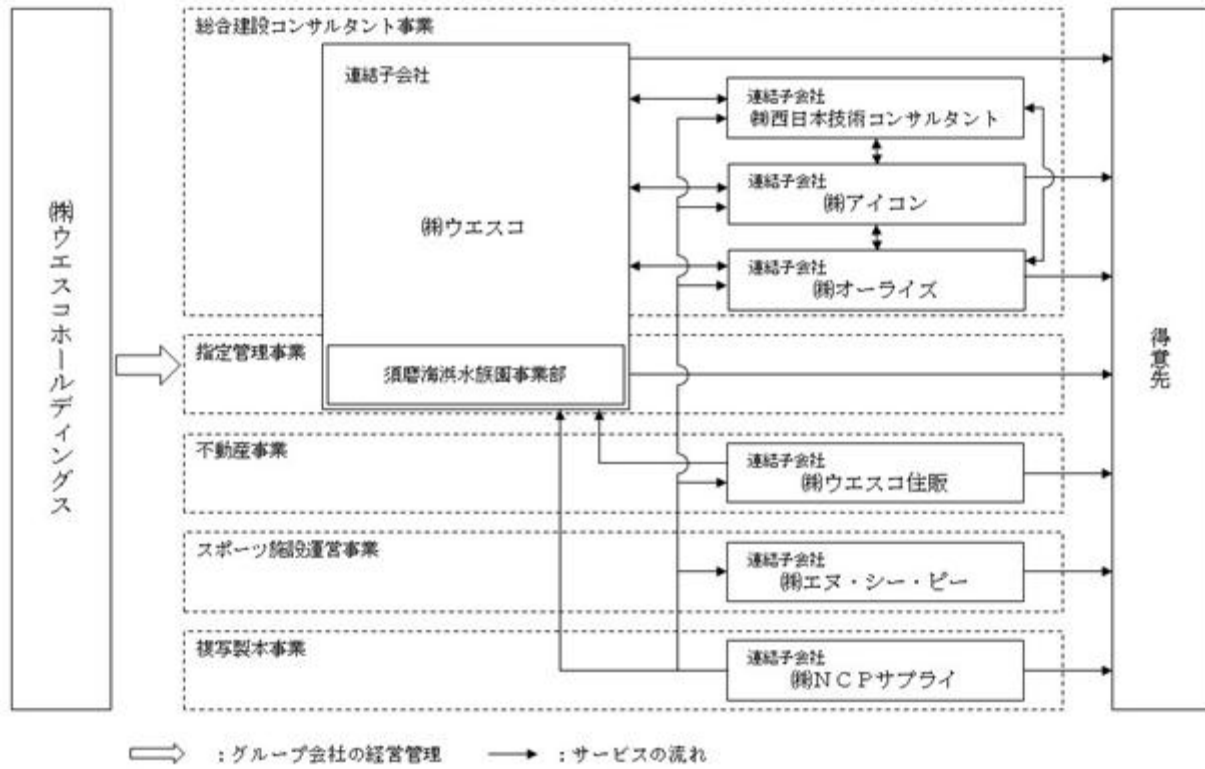 ㈱ウエスコホールディングス
総合建設コンサルタント事業
連結子会社
㈱ウエスコ
連結子会社
㈱西日本技術コンサルタント
連結子会社
㈱アイコン
連結子会社
㈱オーライズ
指定管理事業
須磨海浜水族園事業部
不動産事業
連結子会社
㈱ウエスコ住販
スポーツ施設運営事業
連結子会社
㈱エヌ・シー・ピー
複写製本事業
連結子会社
㈱ＮＣＰサプライ
得意先
：グループ会社の経営管理
：サービスの流れ